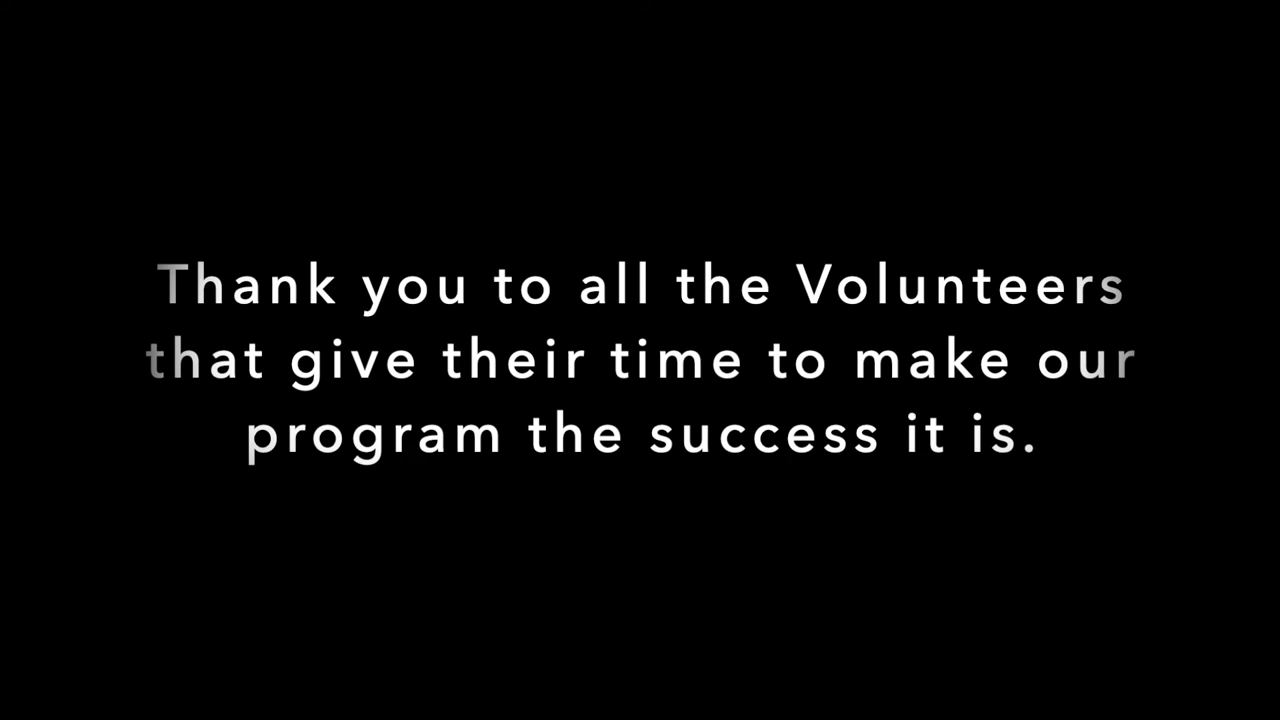 Thank you to all the Volunteers
that give their time to make our
program the success it is.